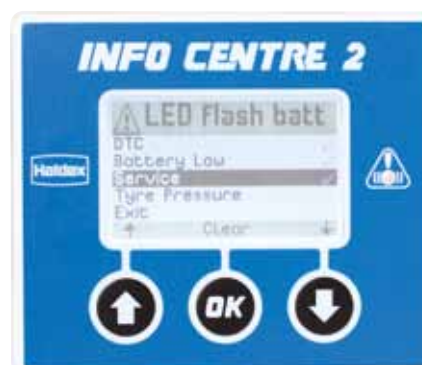 INFO CENTRE 2
LED flash batt
DTC
Battery Low
Haldex
Service
Tyre Pressure
Exit
Clear
OK